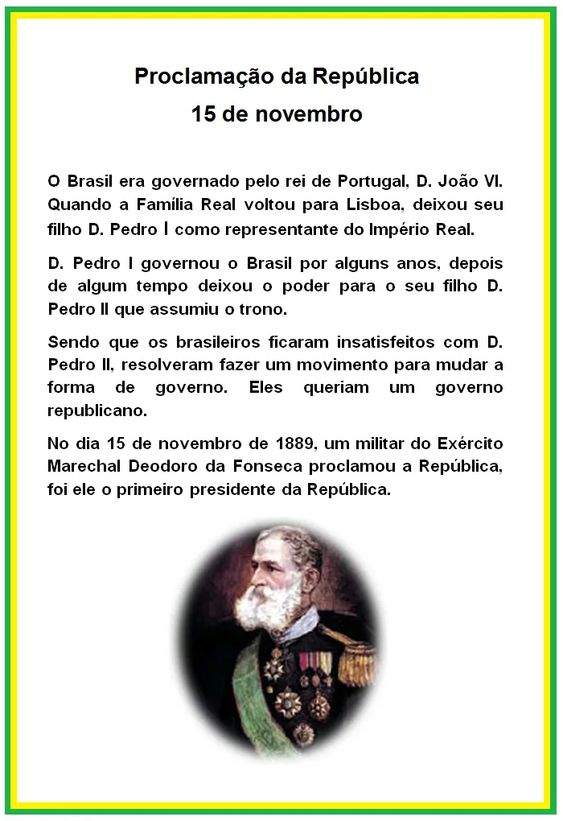 Proclamação da República
15 de novembro
O Brasil era governado pelo rei de Portugal, D. João VI.
Quando a Família Real voltou para Lisboa, deixou seu
filho D. Pedro I como representante do Império Real.
D. Pedro I governou o Brasil por alguns anos, depois
de algum tempo deixou o poder para o seu filho D.
Pedro II que assumiu o trono.
Sendo que os brasileiros ficaram insatisfeitos com D.
Pedro II, resolveram fazer um movimento para mudar a
forma de governo. Eles queriam um governo
republicano.
No dia 15 de novembro de 1889, um militar do Exército
Marechal Deodoro da Fonseca proclamou a República,
foi ele o primeiro presidente da República.